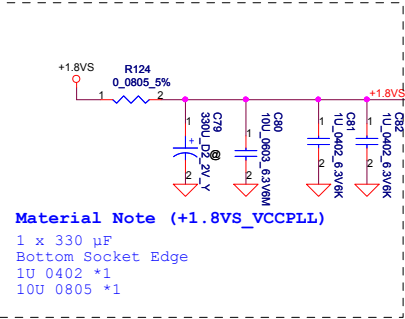 +1.8VS
R124
0_0805_5%
1
2
+1.8VS
C79
330U_D2_2V_Y
@
1
+
2
C80
10U_0603_6.3V6M
1
2
C81
1U_0402_6.3V6K
1
2
C82
1U_0402_6.3V6K
1
2
Material Note (+1.8VS_VCCPLL)
1 x 330 µF
Bottom Socket Edge
1U 0402 *1
10U 0805 *1